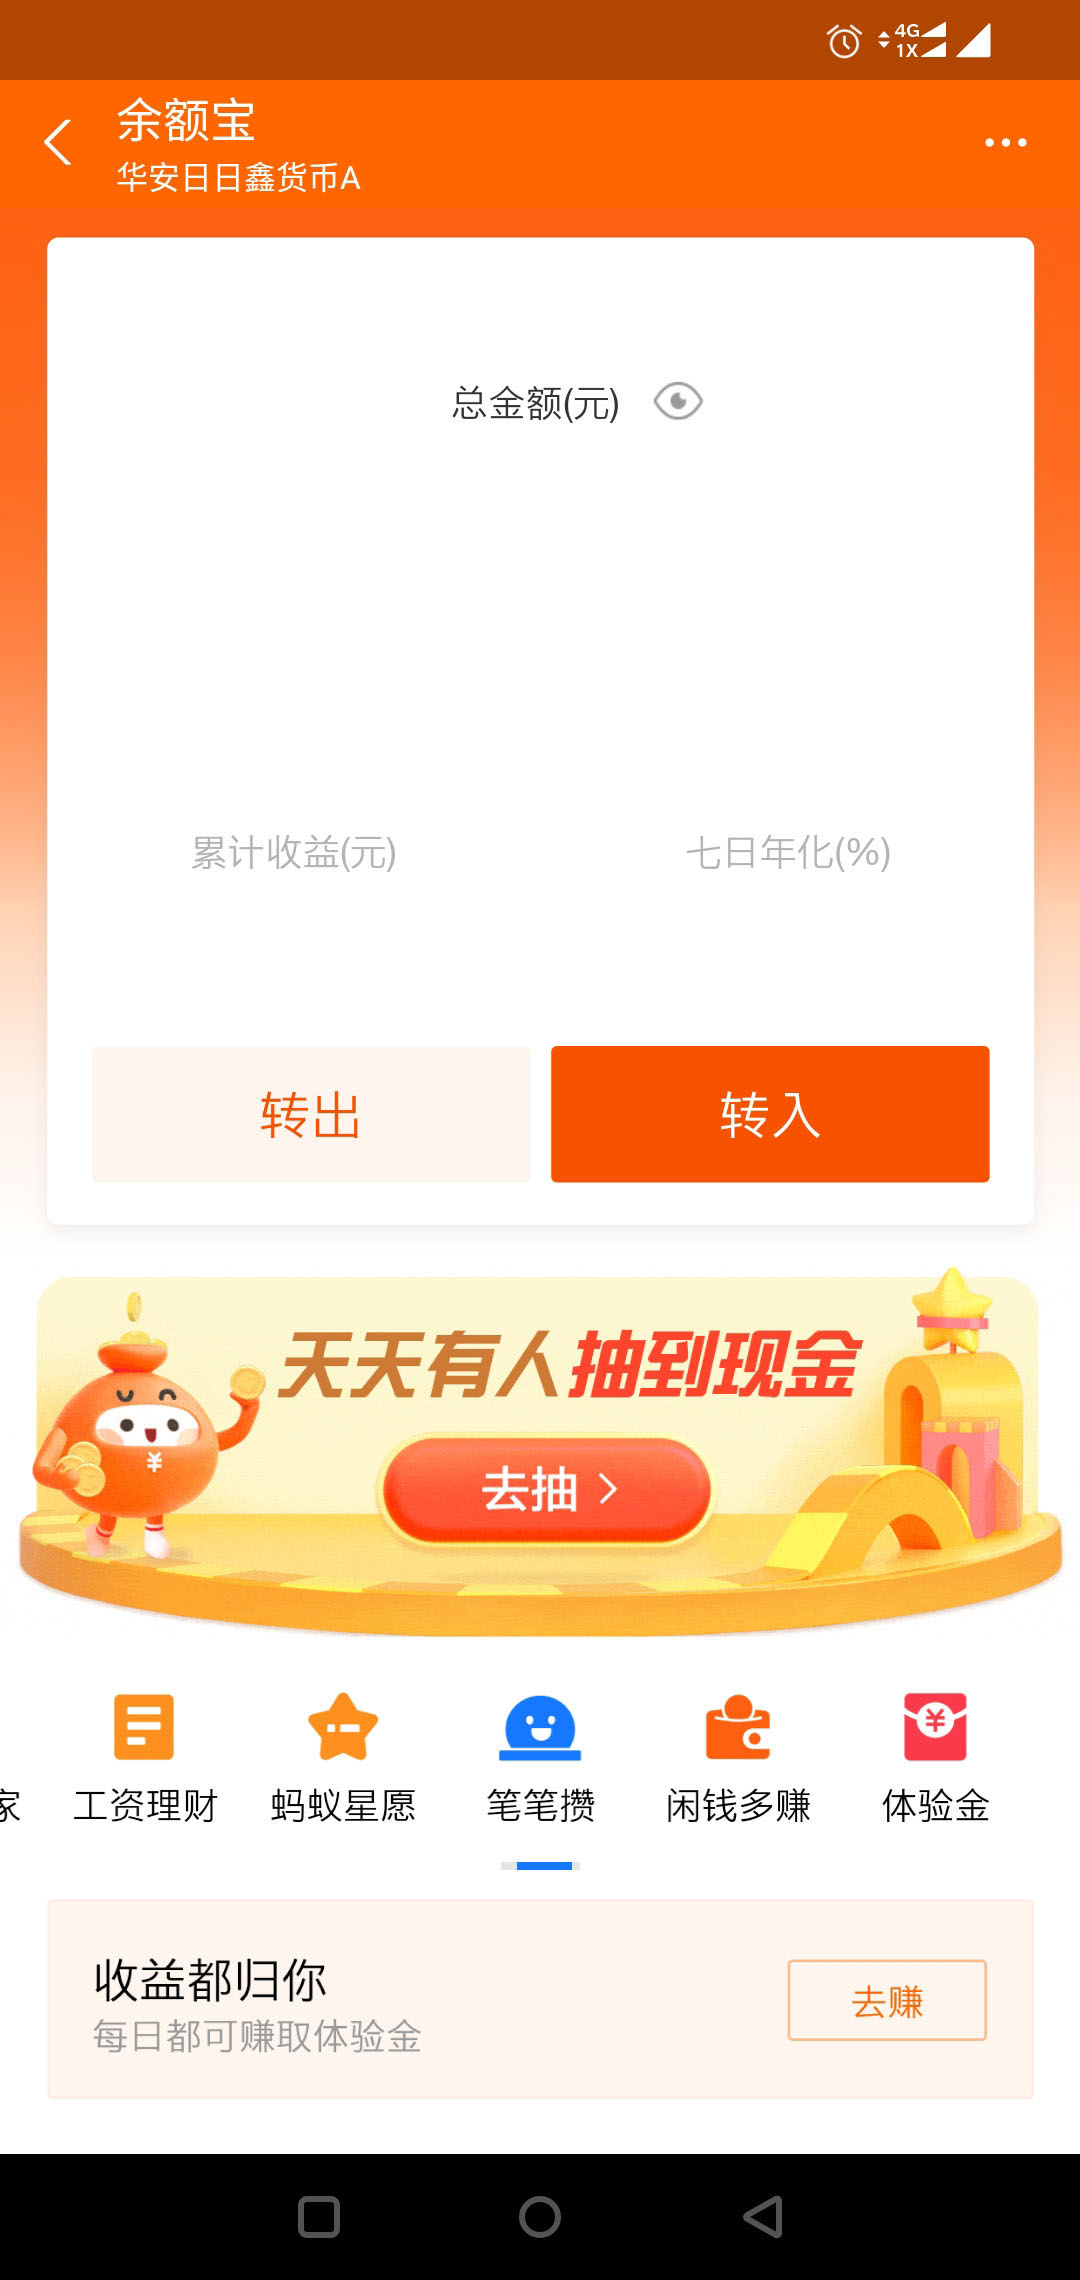 4G
1X
余额宝
华安日日鑫货币A
总金额(元)
累计收益(元)
七日年化(%)
转出
转入
天天有人抽到现金
¥
去抽
¥
家
工资理财
蚂蚁星愿
笔笔攒
闲钱多赚
体验金
收益都归你
每日都可赚取体验金
去赚